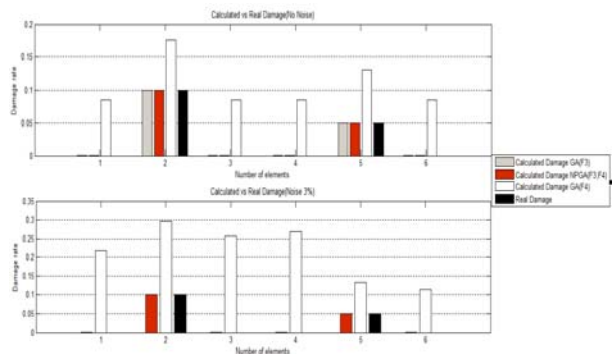 Calculated vs Real Damage(No Noise)
0.2
0.15
0.1
0.05
0
Damage rate
1 2 3 4 5 6
Number of elements
Calculated Damage GA(F3)
Calculated Damage NPGA(F3,F4)
Calculated Damage GA(F4)
Real Damage
Calculated vs Real Damage(Noise 3%)
0.35
0.3
0.25
0.2
0.15
0.1
0.05
0
Damage rate
1 2 3 4 5 6
Number of elements